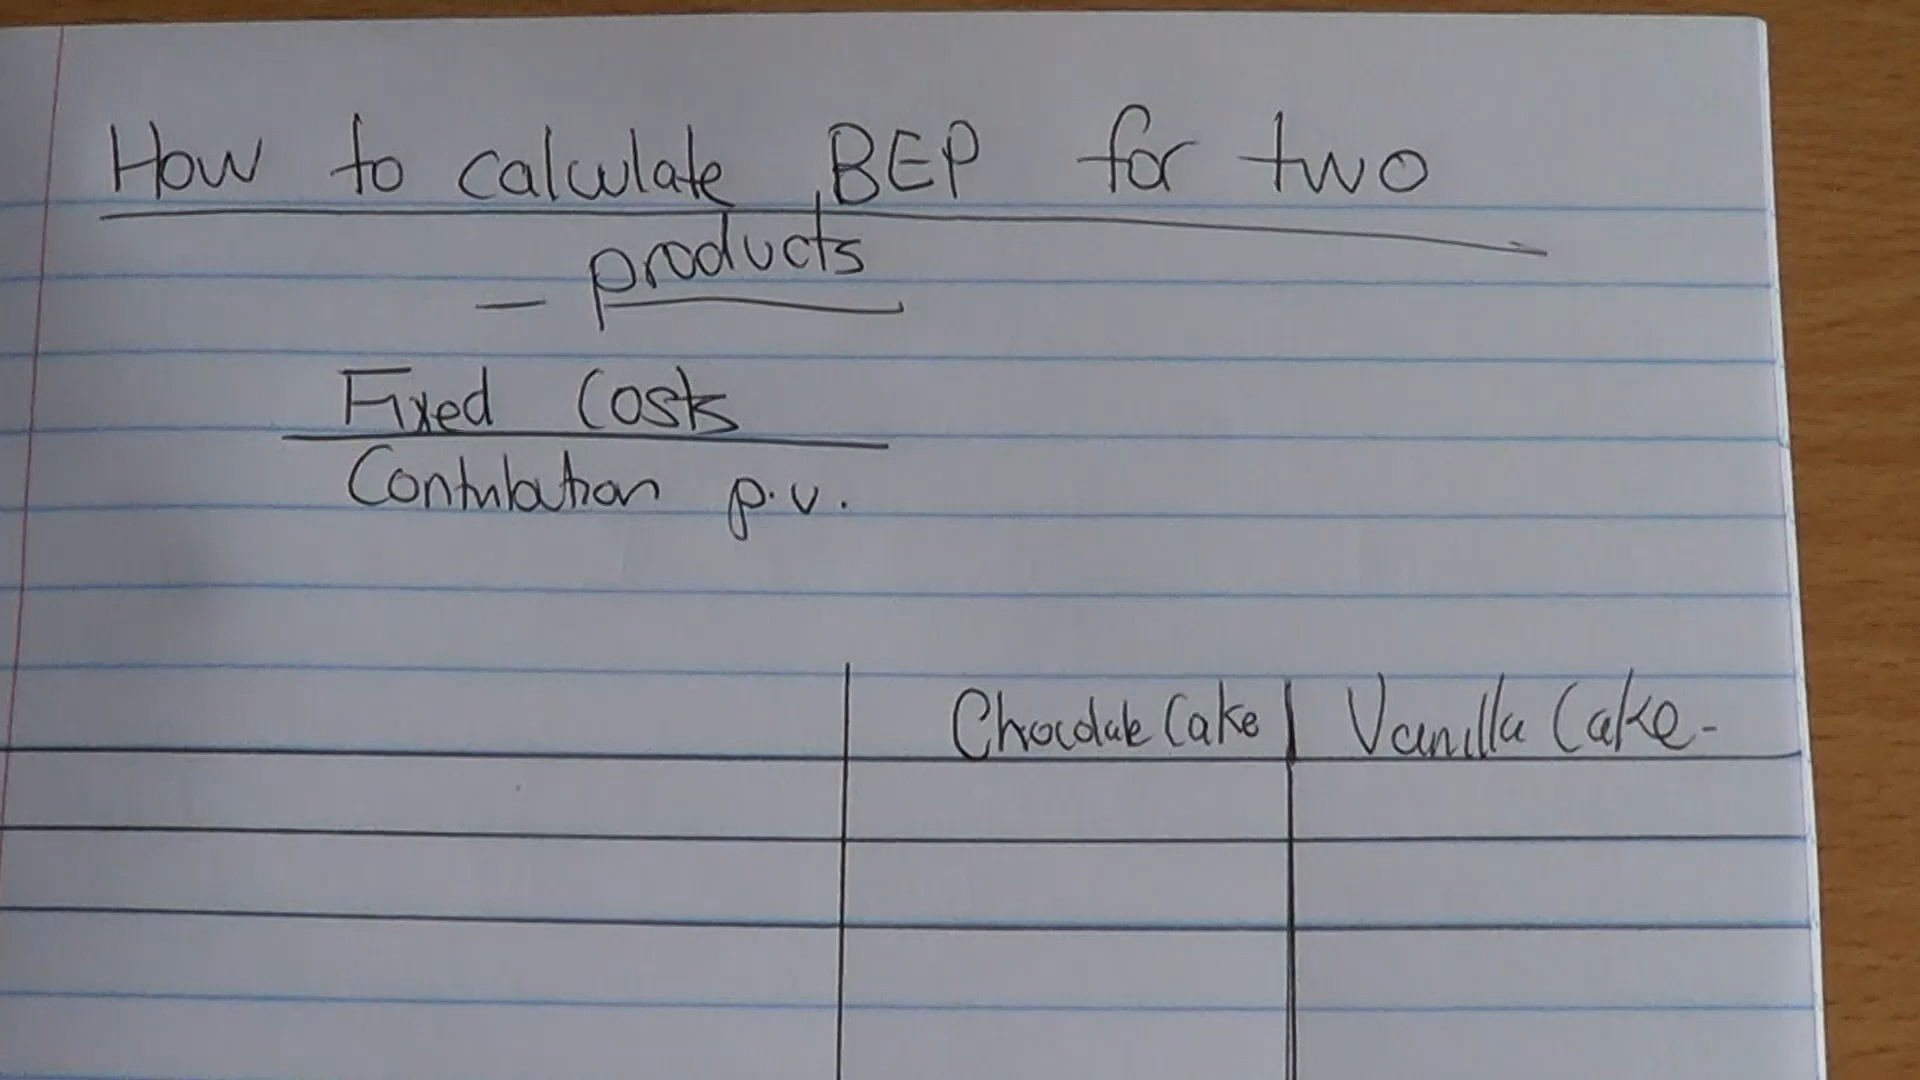 How to calculate BEP for two
- products
Fixed Costs
Contribution p.u.
Chocolate Cake Vanilla Cake-